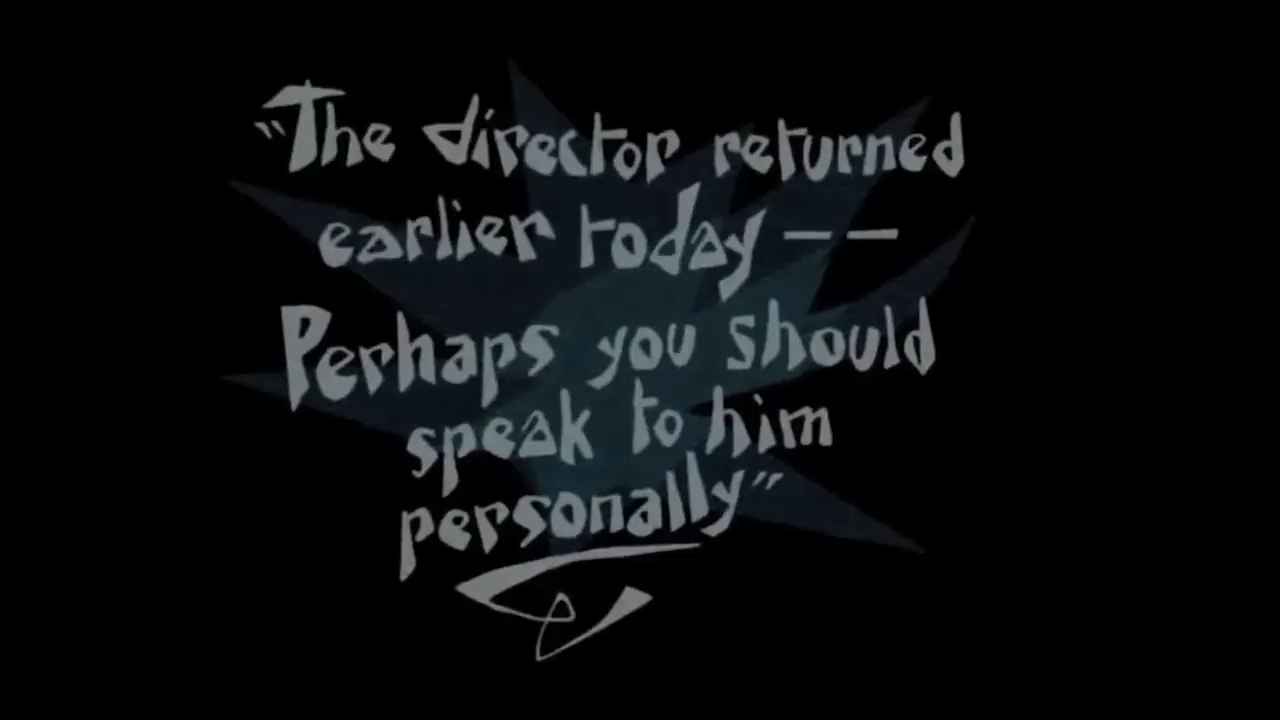 "The director returned
earlier today – –
Perhaps you should
speak to him
personally"